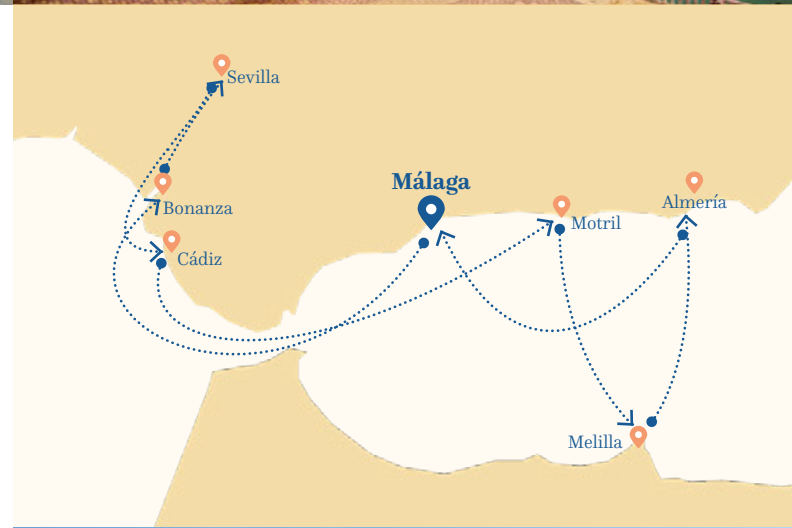 Sevilla
Málaga
Bonanza
Almería
Motril
Cádiz
Melilla